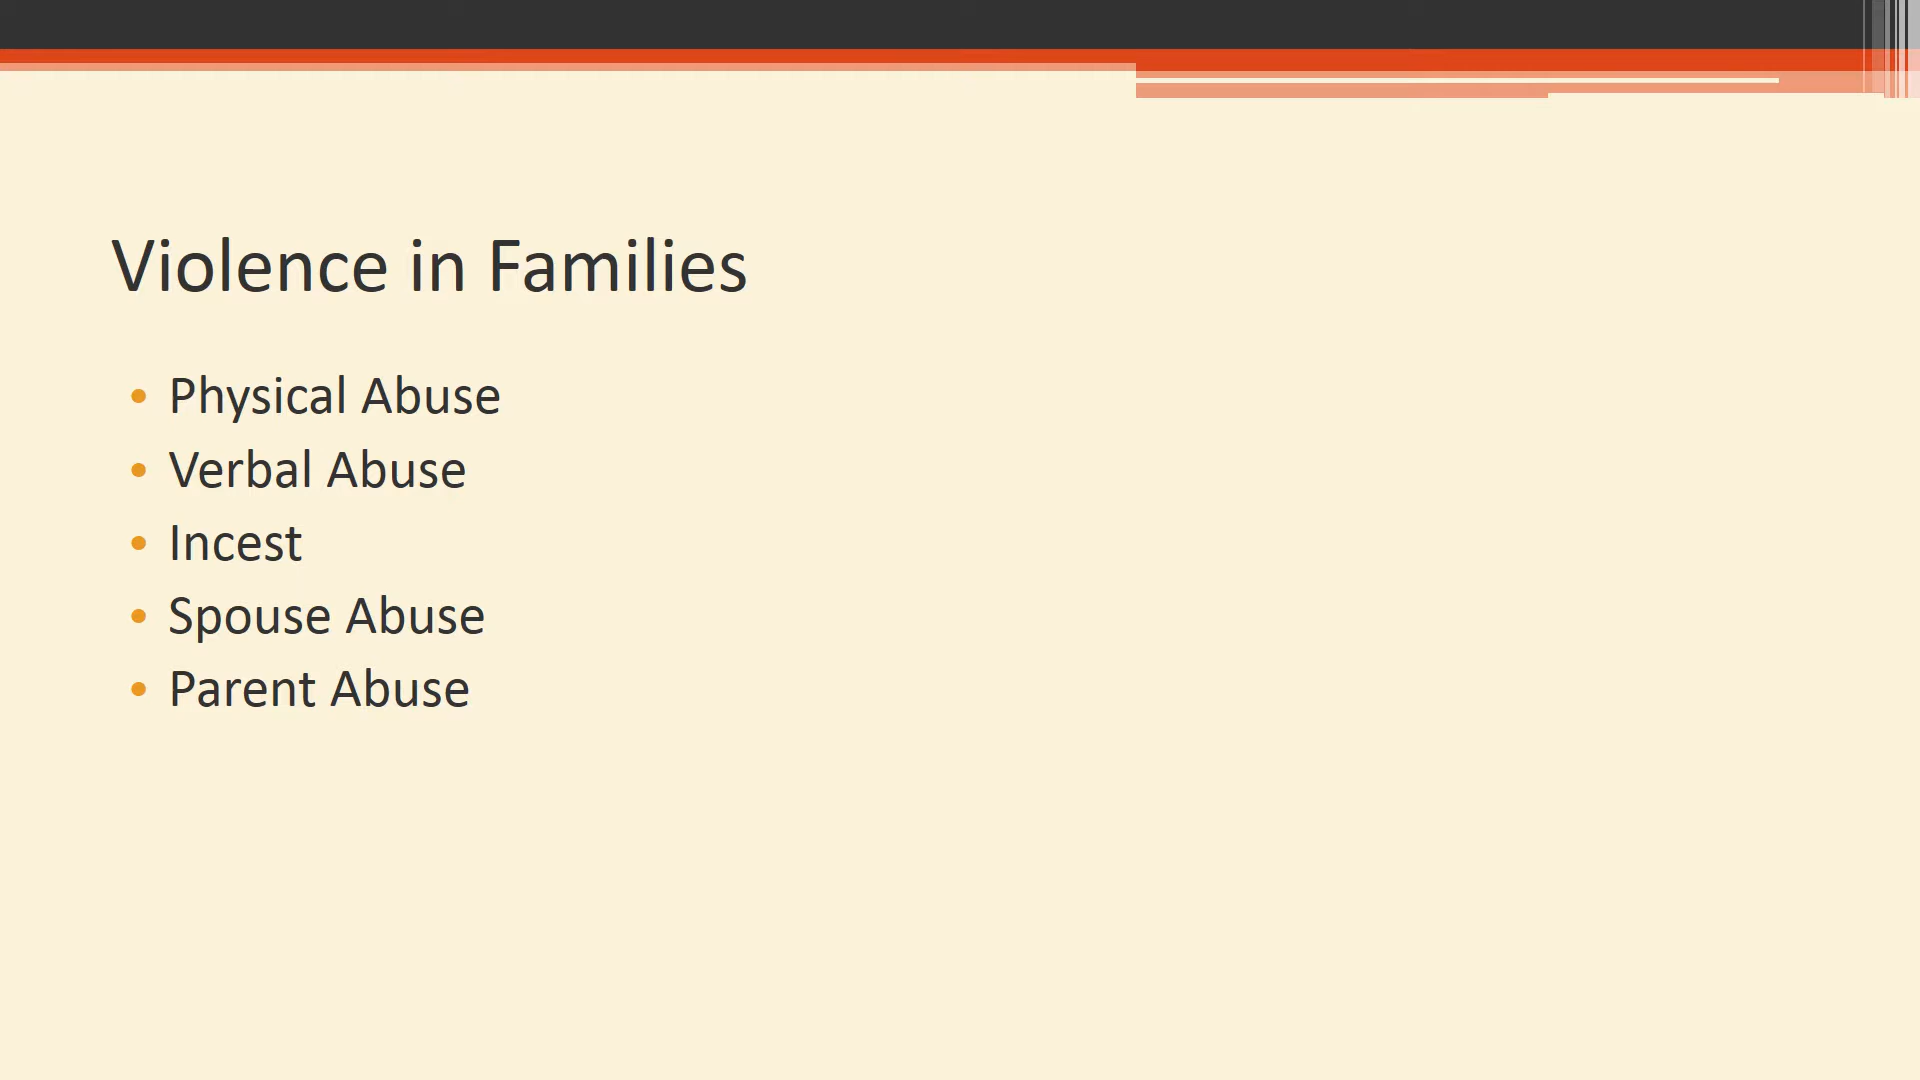 Violence in Families
• Physical Abuse
• Verbal Abuse
• Incest
• Spouse Abuse
• Parent Abuse